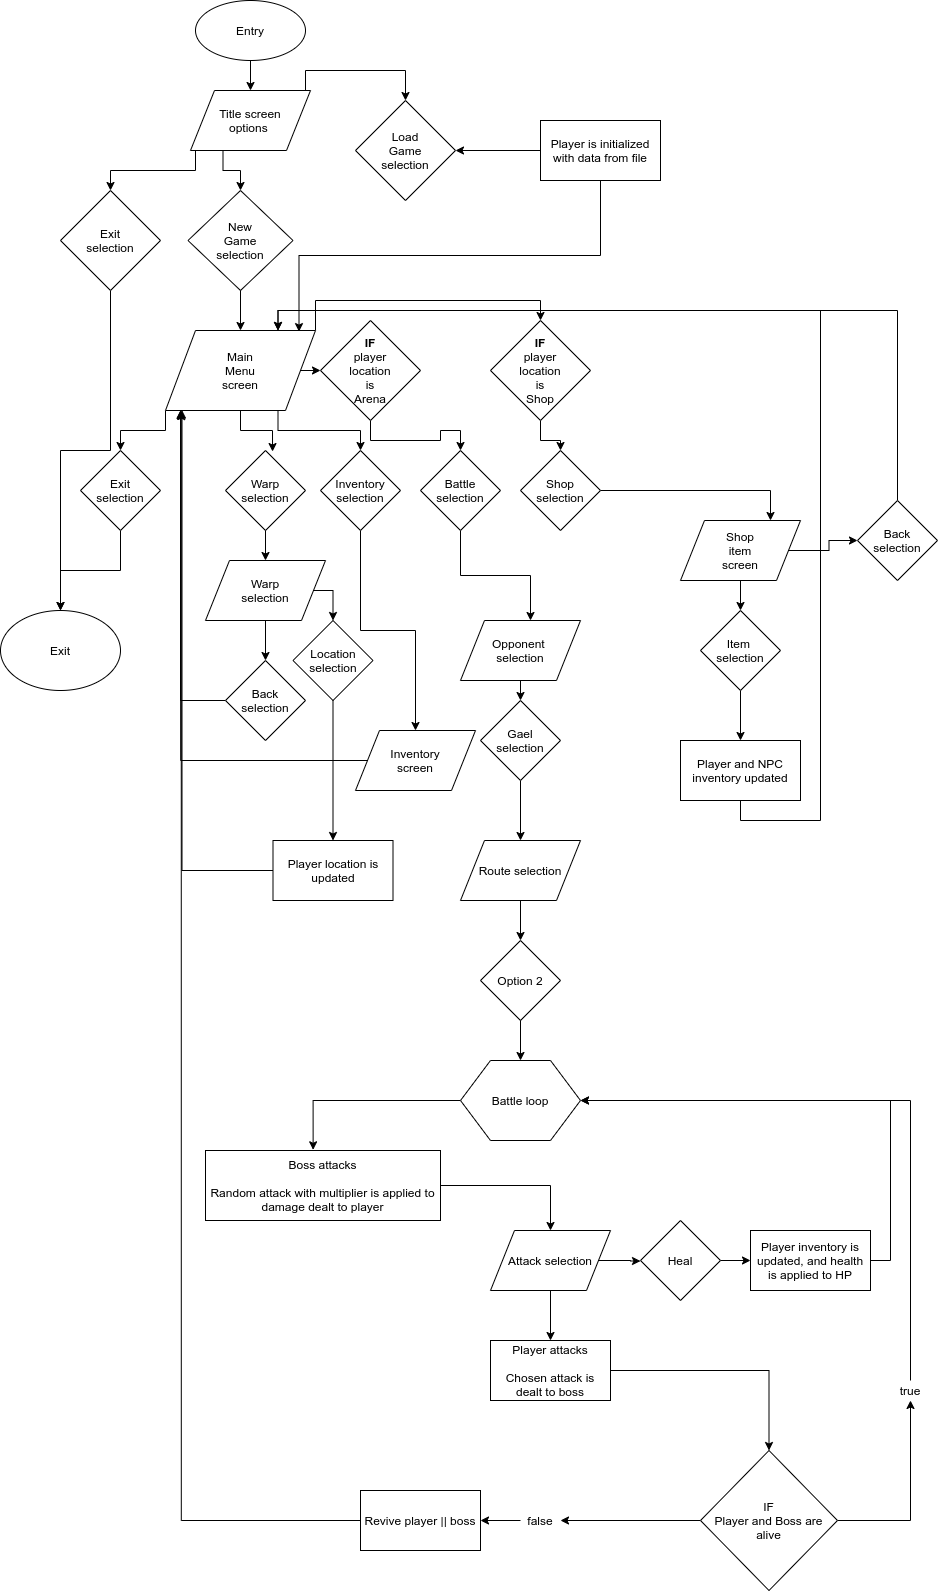 Entry
Title screen
options
Load
Game
selection
Player is initialized
with data from file
Exit
selection
New
Game
selection
Main
Menu
screen
IF
player
location
is
Arena
IF
player
location
is
Shop
Exit
selection
Warp
selection
Inventory
selection
Battle
selection
Shop
selection
Shop
item
screen
Back
selection
Warp
selection
Location
selection
Opponent
selection
Item
selection
Exit
Back
selection
Inventory
screen
Gael
selection
Player and NPC
inventory updated
Player location is
updated
Route selection
Option 2
Battle loop
Boss attacks
Random attack with multiplier is applied to
damage dealt to player
Attack selection
Heal
Player inventory is
updated, and health
is applied to HP
Player attacks
Chosen attack is
dealt to boss
true
IF
Player and Boss are
alive
false
Revive player || boss